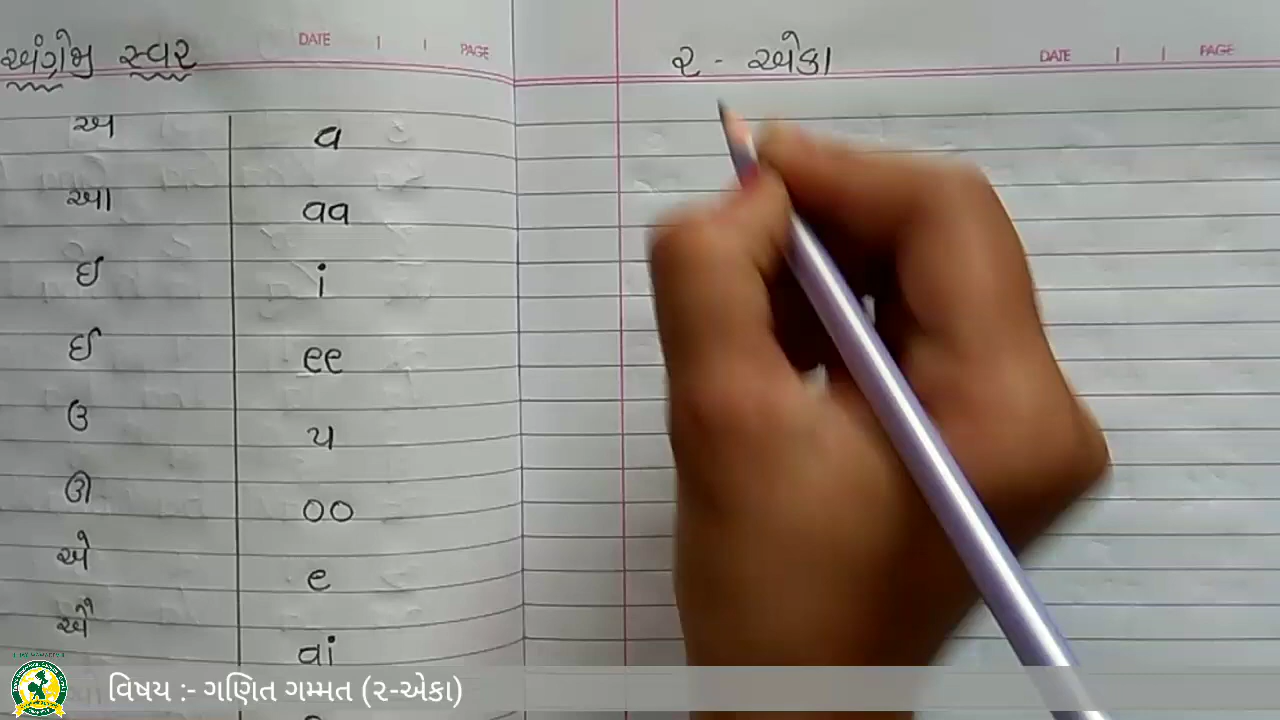 અંગ્રેજી સ્વર
DATE
PAGE
અ a
આ aa
ઇ i
ઈ ee
ઉ u
ઊ oo
એ e
ઐ ai
૨ - એકા
DATE
PAGE
વિષય :- ગણિત ગમ્મત (૨-એકા)